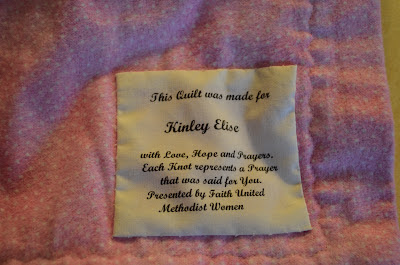 This Quilt was made for
Kinley Elise
with Love, Hope and Prayers.
Each Knot represents a Prayer
that was said for You.
Presented by Faith United
Methodist Women